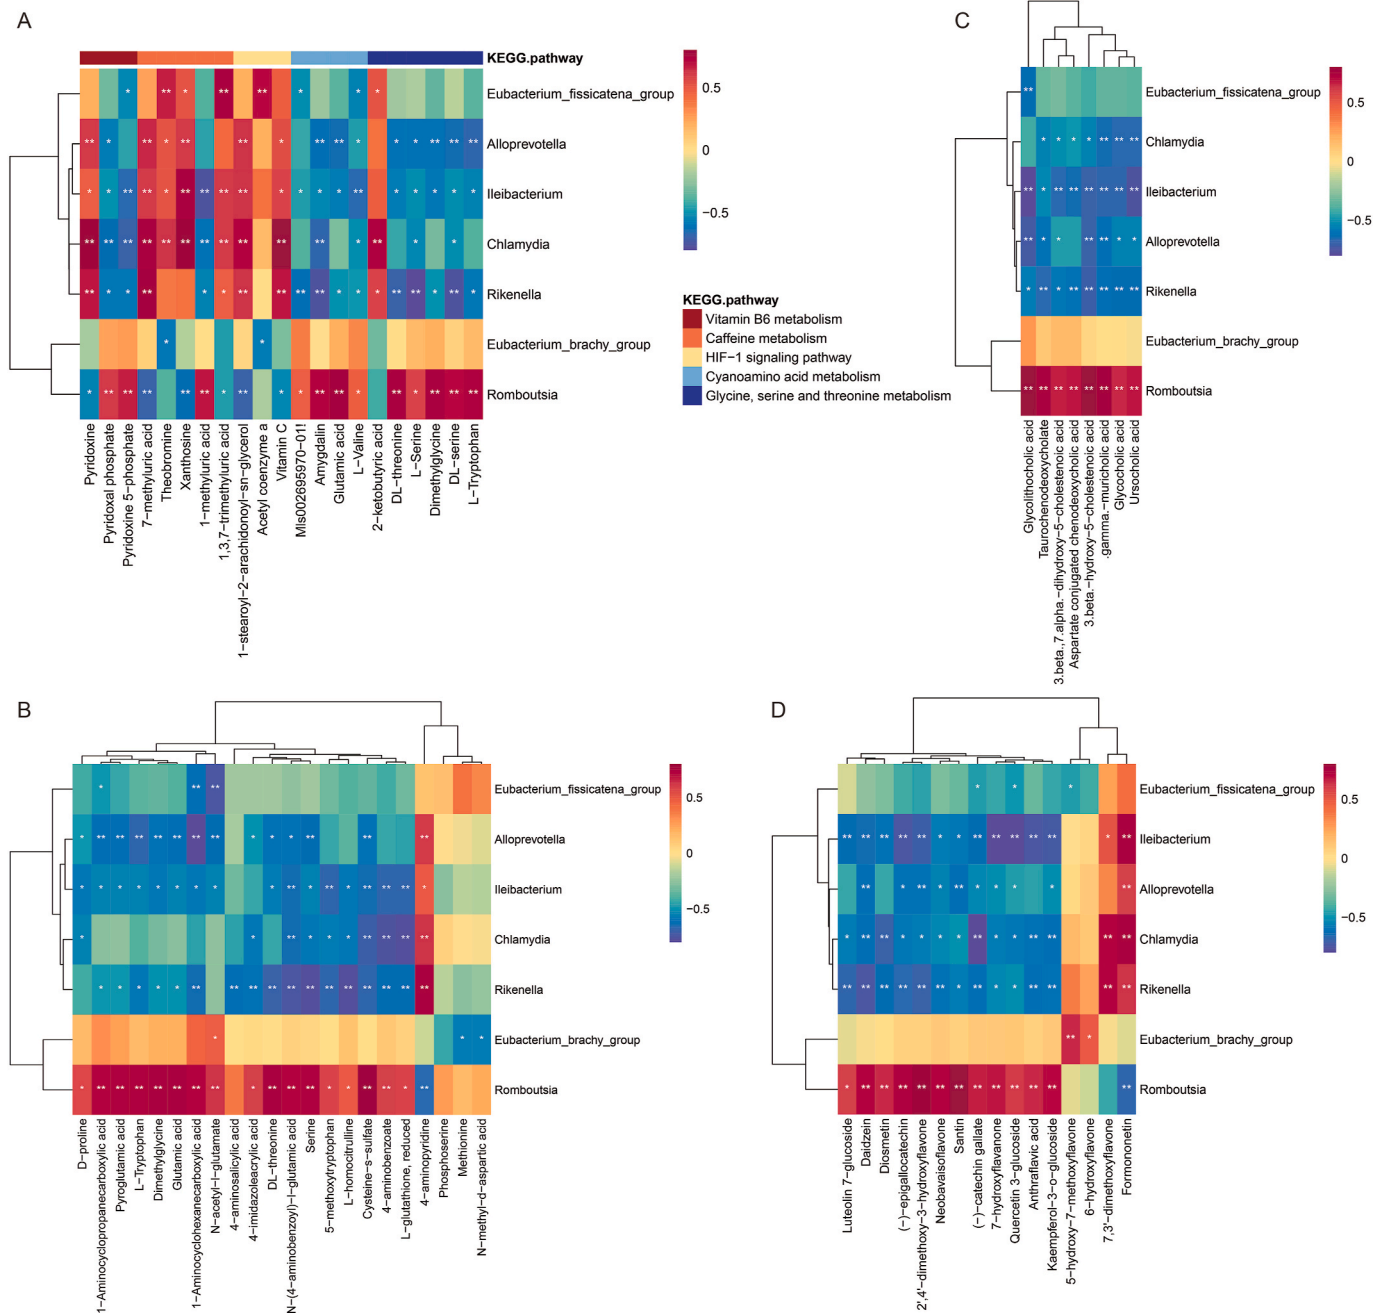 A
KEGG.pathway
Eubacterium_fissicatena_group
Alloprevotella
Ileibacterium
Chlamydia
Rikenella
Eubacterium_brachy_group
Romboutsia
0.5
0
−0.5
KEGG.pathway
Vitamin B6 metabolism
Caffeine metabolism
HIF−1 signaling pathway
Cyanoamino acid metabolism
Glycine, serine and threonine metabolism
Pyridoxine
Pyridoxal phosphate
Pyridoxine 5−phosphate
7−methyluric acid
Theobromine
Xanthosine
1−methyluric acid
1,3,7−trimethyluric acid
1−stearoyl−2−arachidonoyl−sn−glycerol
Acetyl coenzyme a
Vitamin C
Mls002695970−01!
Amygdalin
Glutamic acid
L−Valine
2−ketobutyric acid
DL−threonine
L−Serine
Dimethylglycine
DL−serine
L−Tryptophan
C
Eubacterium_fissicatena_group
Chlamydia
Ileibacterium
Alloprevotella
Rikenella
Eubacterium_brachy_group
Romboutsia
0.5
0
−0.5
Glycolithocholic acid
Taurochenodeoxycholate
3.beta.,7.alpha.−dihydroxy−5−cholestenoic acid
Aspartate conjugated chenodeoxycholic acid
3.beta.−hydroxy−5−cholestenoic acid
.gamma.−muricholic acid
Glycocholic acid
Ursocholic acid
B
Eubacterium_fissicatena_group
Alloprevotella
Ileibacterium
Chlamydia
Rikenella
Eubacterium_brachy_group
Romboutsia
0.5
0
−0.5
D−proline
1−Aminocyclopropanecarboxylic acid
Pyroglutamic acid
L−Tryptophan
Dimethylglycine
Glutamic acid
1−Aminocyclohexanecarboxylic acid
N−acetyl−l−glutamate
4−aminosalicylic acid
4−imidazoleacrylic acid
DL−threonine
N−(4−aminobenzoyl)−l−glutamic acid
Serine
5−methoxytryptophan
L−homocitrulline
Cysteine−s−sulfate
4−aminobenzoate
L−glutathione, reduced
4−aminopyridine
Phosphoserine
Methionine
N−methyl−d−aspartic acid
D
Eubacterium_fissicatena_group
Ileibacterium
Alloprevotella
Chlamydia
Rikenella
Eubacterium_brachy_group
Romboutsia
0.5
0
−0.5
Luteolin 7−glucoside
Daidzein
Diosmetin
(−)−epigallocatechin
2',4'−dimethoxy−3−hydroxyflavone
Neobavaisoflavone
Santin
(−)−catechin gallate
7−hydroxyflavanone
Quercetin 3−glucoside
Anthraflavic acid
Kaempferol−3−o−glucoside
5−hydroxy−7−methoxyflavone
6−hydroxyflavone
7,3'−dimethoxyflavone
Formononetin